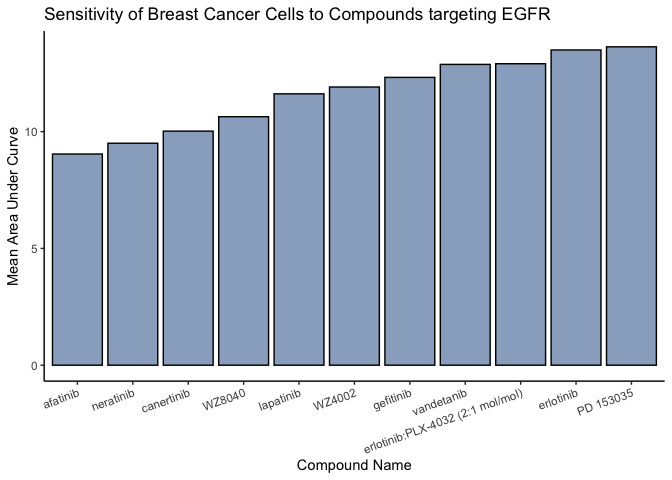 Sensitivity of Breast Cancer Cells to Compounds targeting EGFR
Mean Area Under Curve
10
5
0
afatinib
neratinib
canertinib
WZ8040
lapatinib
WZ4002
gefitinib
vandetanib
erlotinib:PLX-4032 (2:1 mol/mol)
erlotinib
PD 153035
Compound Name